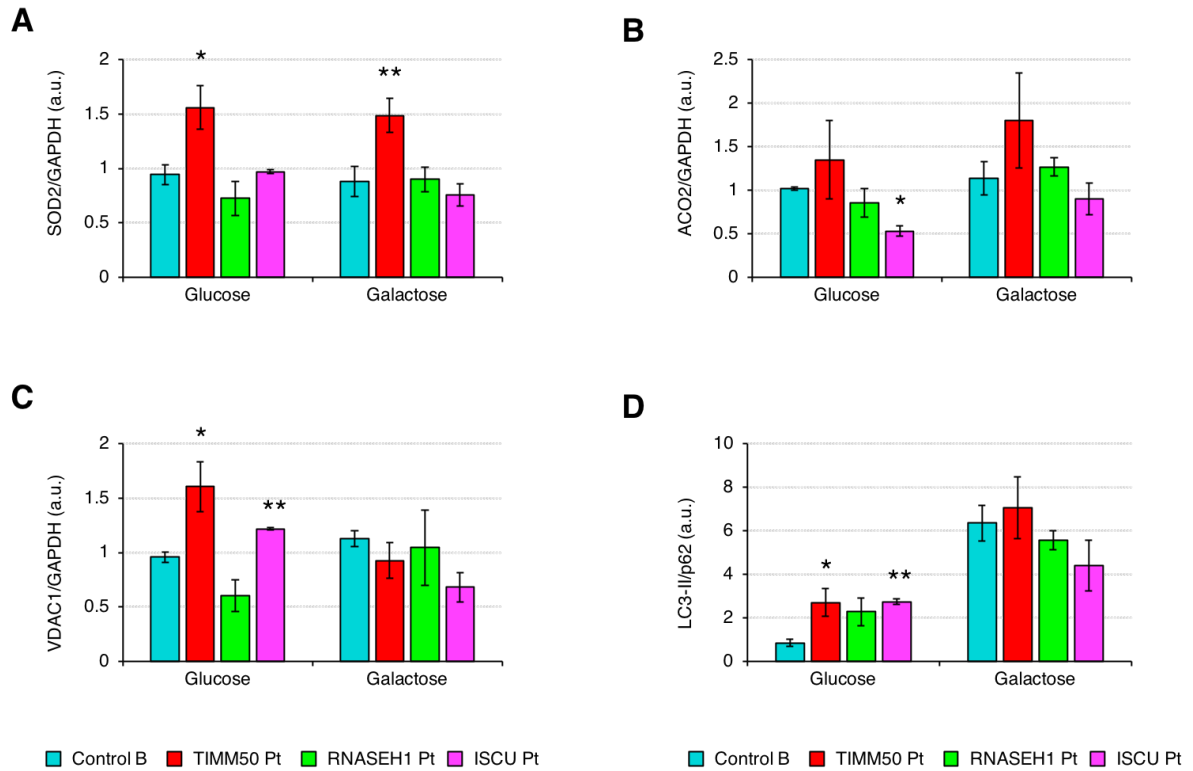 A
SOD2/GAPDH (a.u.)
2
1.5
1
0.5
0
*
**
Glucose
Galactose
B
ACO2/GAPDH (a.u.)
2.5
2
1.5
1
0.5
0
*
Glucose
Galactose
C
VDAC1/GAPDH (a.u.)
2
1.5
1
0.5
0
*
**
Glucose
Galactose
D
LC3-II/p62 (a.u.)
10
8
6
4
2
0
*
**
Glucose
Galactose
Control B TIMM50 Pt RNASEH1 Pt ISCU Pt
Control B TIMM50 Pt RNASEH1 Pt ISCU Pt